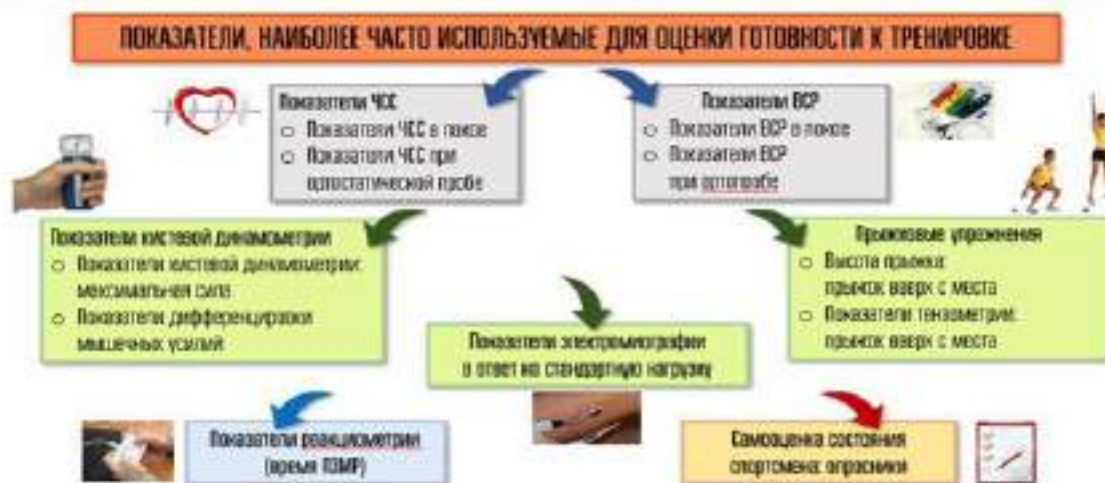 ПОКАЗАТЕЛИ, НАИБОЛЕЕ ЧАСТО ИСПОЛЬЗУЕМЫЕ ДЛЯ ОЦЕНКИ ГОТОВНОСТИ К ТРЕНИРОВКЕ
Показатели ЧСС
○ Показатели ЧСС в покое
○ Показатели ЧСС при
ортостатической пробе
Показатели ВСР
○ Показатели ВСР в покое
○ Показатели ВСР
при ортопробе
Показатели кистевой динамометрии
○ Показатели кистевой динамометрии:
максимальная сила
○ Показатели дифференцировки
мышечных усилий
Прыжковые упражнения
○ Высота прыжка:
прыжок вверх с места
○ Показатели тензометрии:
прыжок вверх с места
Показатели электромиографии
в ответ на стандартную нагрузку
Показатели реакциометрии
(время ПЗМР)
Самооценка состояния
спортсмена: опросники